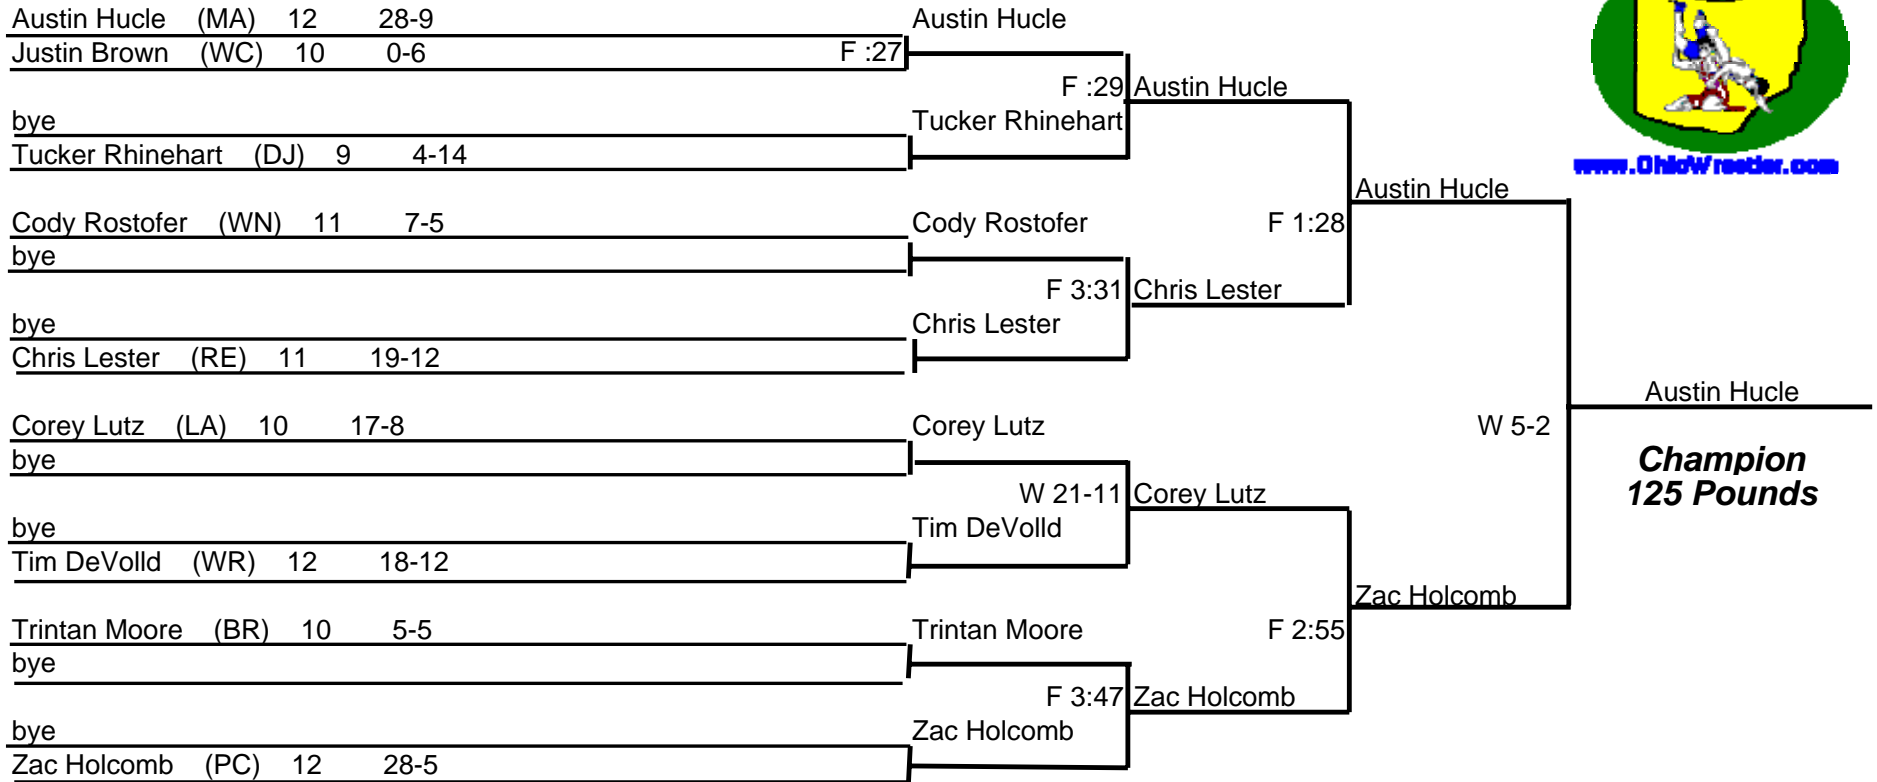 Austin Hucle (MA) 12 28-9 Austin Hucle
Justin Brown (WC) 10 0-6 F :27
F :29 Austin Hucle
bye Tucker Rhinehart
Tucker Rhinehart (DJ) 9 4-14
www.OhioWrestler.com
Austin Hucle
Cody Rostofer (WN) 11 7-5 Cody Rostofer F 1:28
bye
F 3:31 Chris Lester
bye Chris Lester
Chris Lester (RE) 11 19-12
Austin Hucle
Corey Lutz (LA) 10 17-8 Corey Lutz W 5-2
bye Champion
W 21-11 Corey Lutz 125 Pounds
bye Tim DeVolld
Tim DeVolld (WR) 12 18-12
Zac Holcomb
Trintan Moore (BR) 10 5-5 Trintan Moore F 2:55
bye
F 3:47 Zac Holcomb
bye Zac Holcomb
Zac Holcomb (PC) 12 28-5